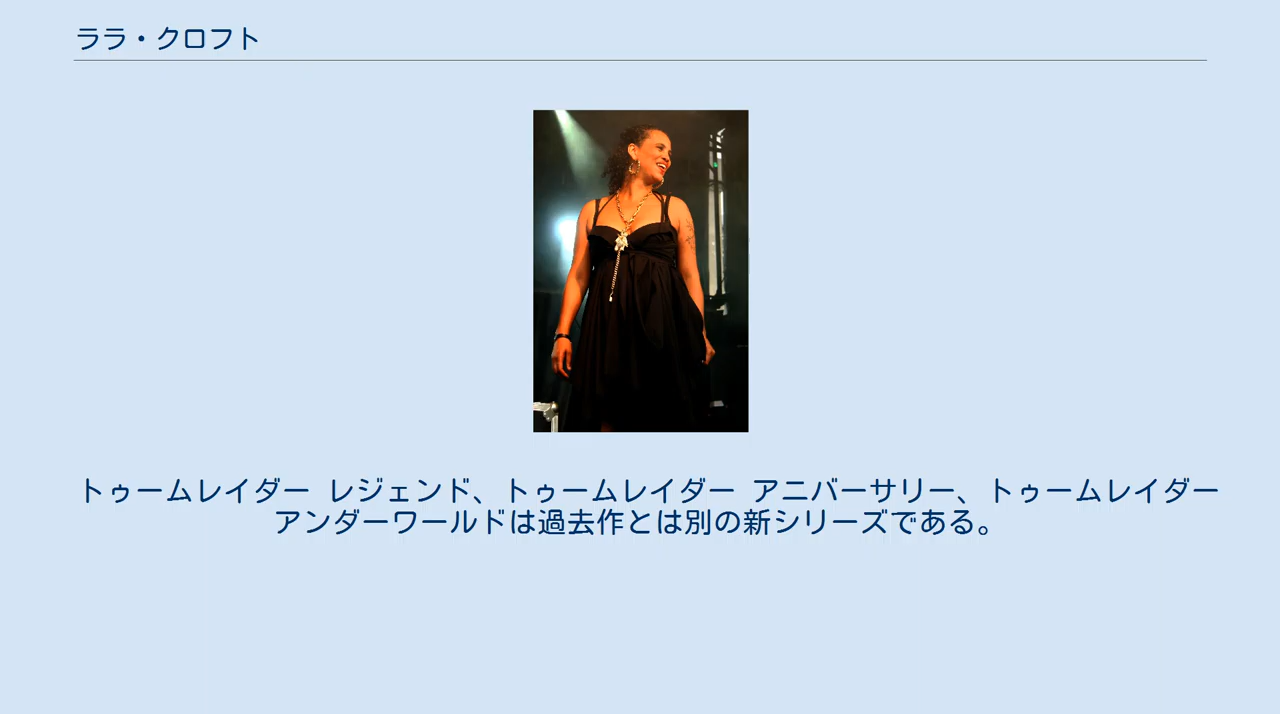 ララ・クロフト
トゥームレイダー レジェンド、トゥームレイダー アニバーサリー、トゥームレイダー
アンダーワールドは過去作とは別の新シリーズである。